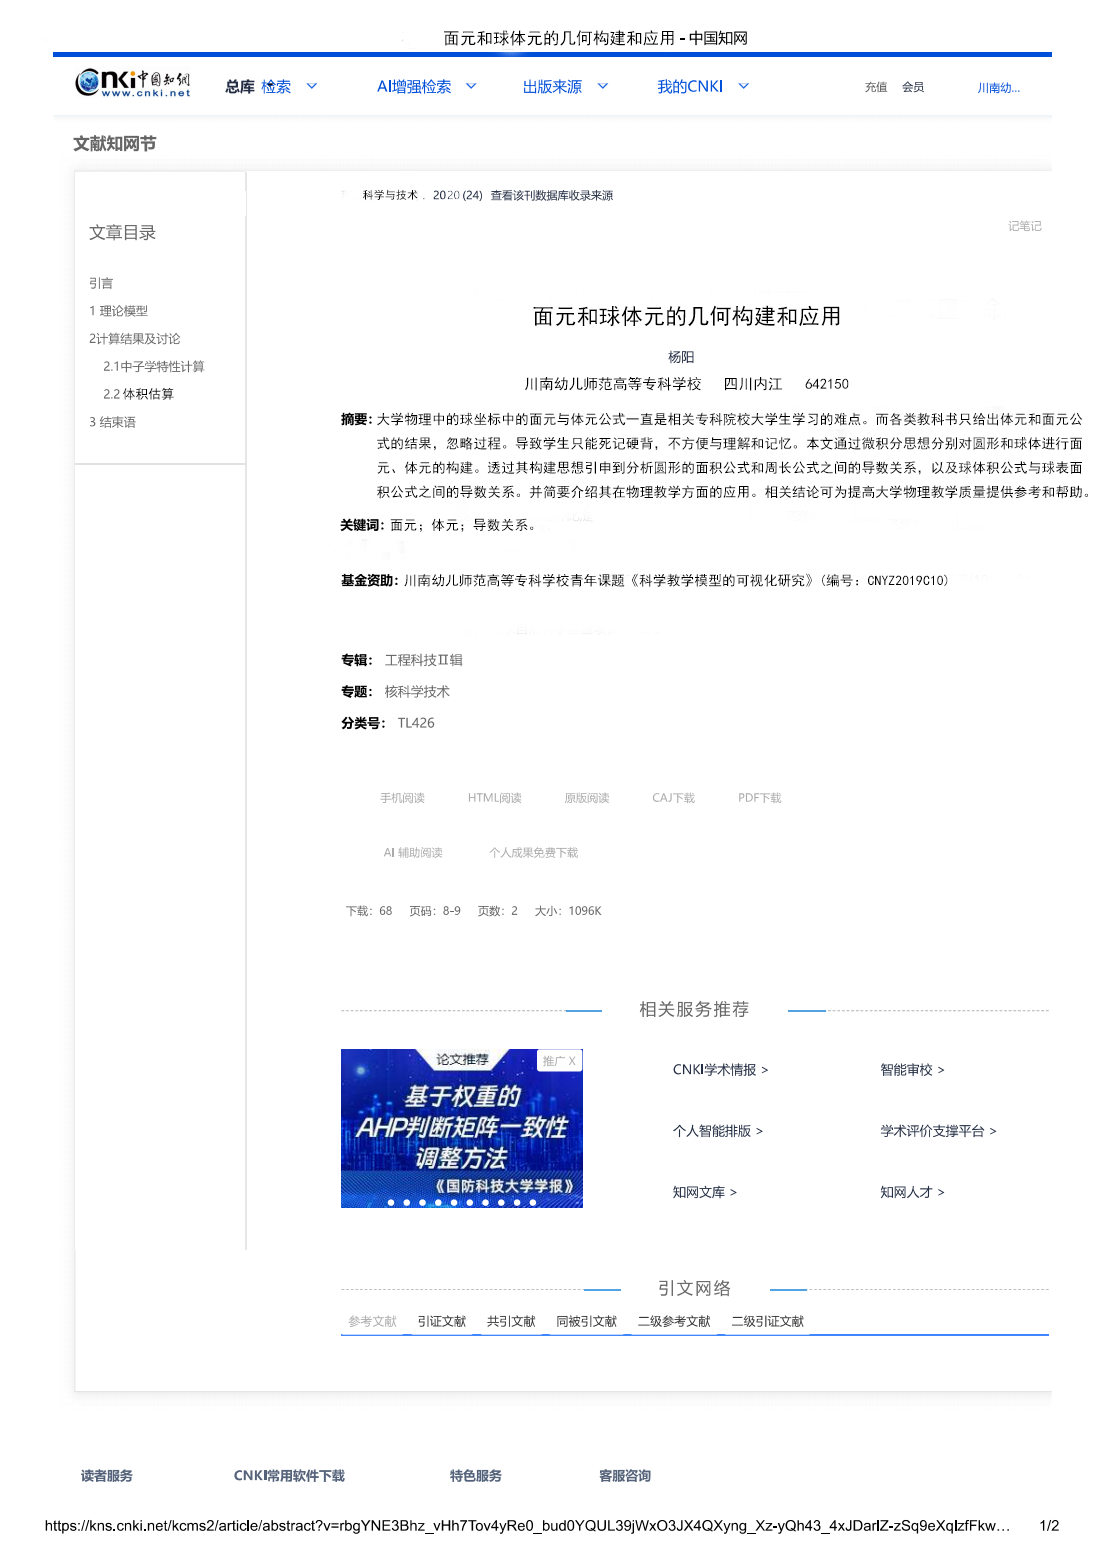 面元和球体元的几何构建和应用 - 中国知网
Cnki中国知网
www.cnki.net
总库 检索 AI增强检索 出版来源 我的CNKI 充值 会员 川南幼...
文献知网节
科学与技术 . 2020 (24) 查看该刊数据库收录来源
记笔记
文章目录
引言
1 理论模型
2计算结果及讨论
2.1中子学特性计算
2.2 体积估算
3 结束语
面元和球体元的几何构建和应用
杨阳
川南幼儿师范高等专科学校 四川内江 642150
摘要：大学物理中的球坐标中的面元与体元公式一直是相关专科院校大学生学习的难点。而各类教科书只给出体元和面元公
式的结果，忽略过程。导致学生只能死记硬背，不方便与理解和记忆。本文通过微积分思想分别对圆形和球体进行面
元、体元的构建。透过其构建思想引申到分析圆形的面积公式和周长公式之间的导数关系，以及球体积公式与球表面
积公式之间的导数关系。并简要介绍其在物理教学方面的应用。相关结论可为提高大学物理教学质量提供参考和帮助。
关键词：面元；体元；导数关系。
基金资助：川南幼儿师范高等专科学校青年课题《科学教学模型的可视化研究》（编号：CNYZ2019C10）
专辑： 工程科技Ⅱ辑
专题： 核科学技术
分类号： TL426
手机阅读 HTML阅读 原版阅读 CAJ下载 PDF下载
AI 辅助阅读 个人成果免费下载
下载：68 页码：8-9 页数：2 大小：1096K
相关服务推荐
论文推荐
推广 X
基于权重的
AHP判断矩阵一致性
调整方法
《国防科技大学学报》
CNKI学术情报 > 智能审校 >
个人智能排版 > 学术评价支撑平台 >
知网文库 > 知网人才 >
引文网络
参考文献 引证文献 共引文献 同被引文献 二级参考文献 二级引证文献
读者服务 CNKI常用软件下载 特色服务 客服咨询
https://kns.cnki.net/kcms2/article/abstract?v=rbgYNE3Bhz_vHh7Tov4yRe0_bud0YQUL39jWxO3JX4QXyng_Xz-yQh43_4xJDarlZ-zSq9eXqlzfFkw… 1/2